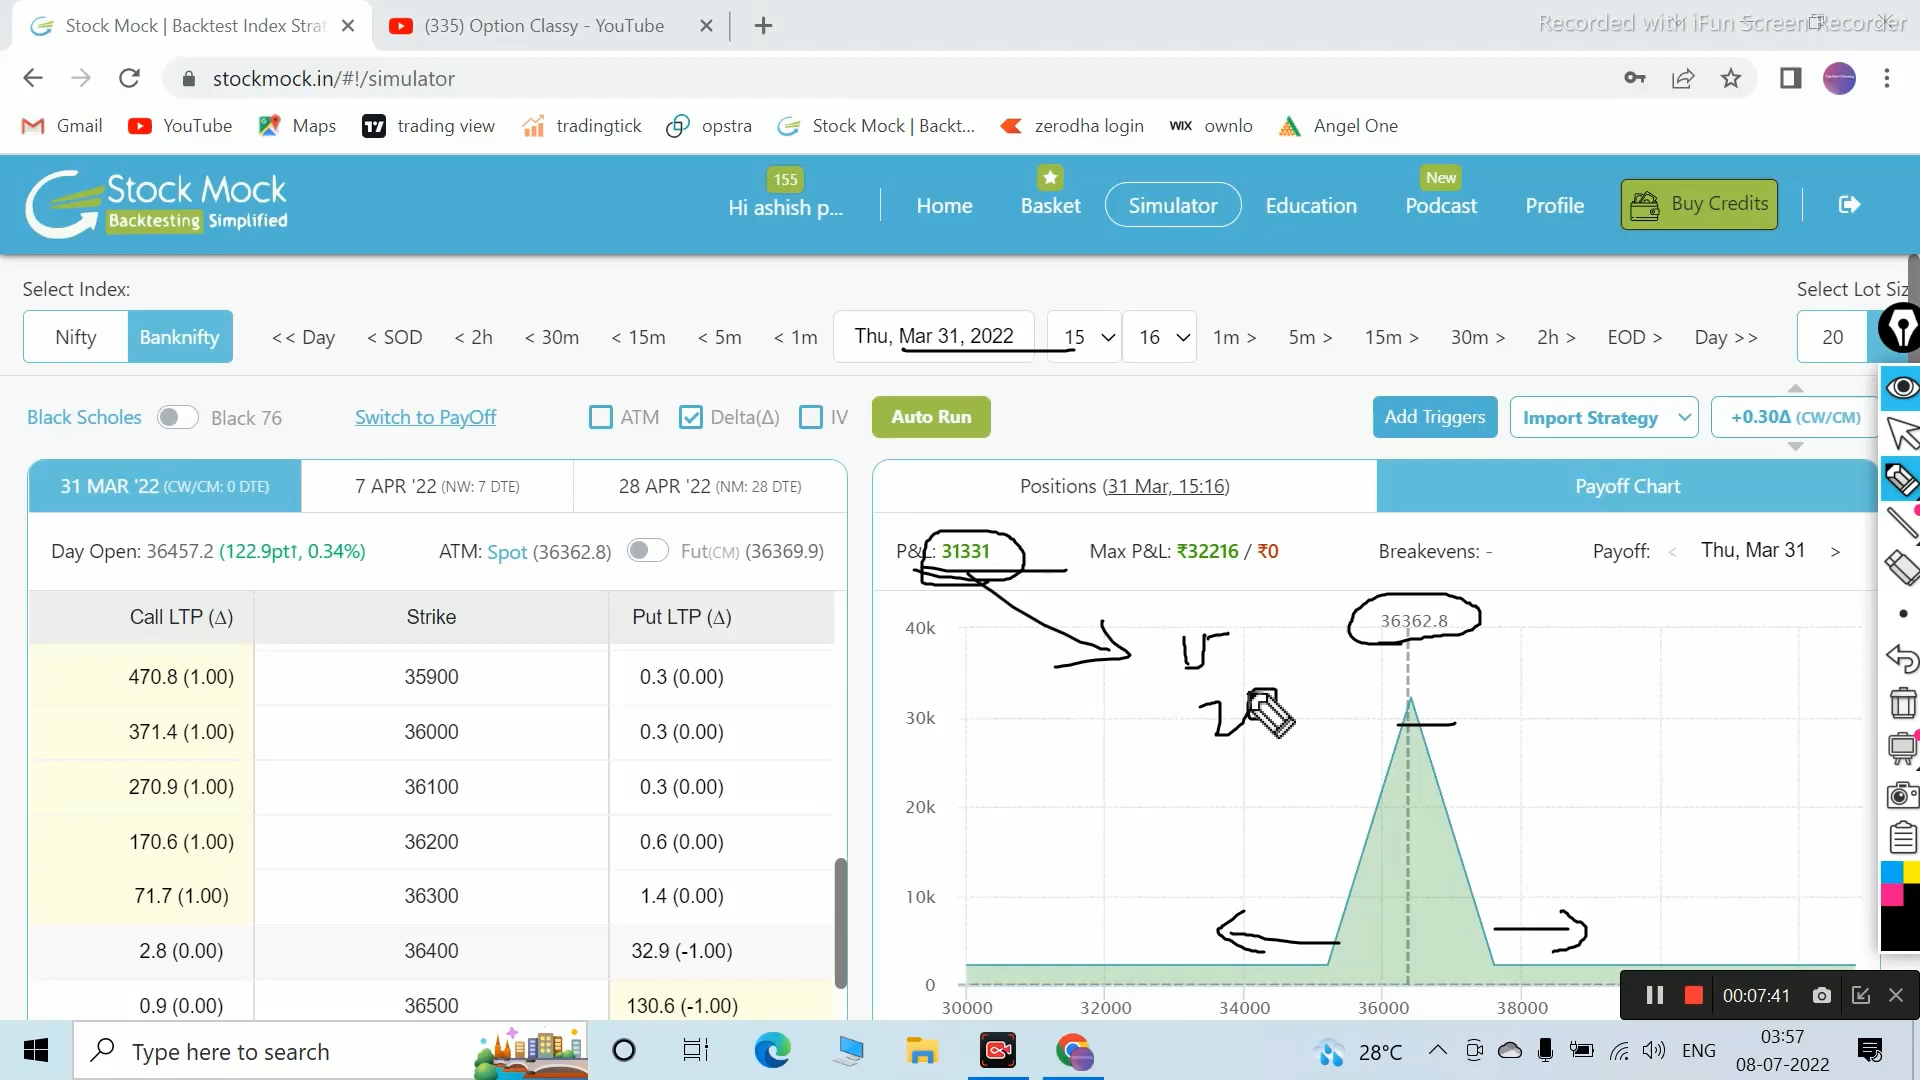 Stock Mock | Backtest Index Strat
(335) Option Classy - YouTube
Recorded with iFun Screen Recorder
stockmock.in/#!/simulator
Gmail YouTube Maps trading view tradingtick opstra Stock Mock | Backt... zerodha login WIX ownlo Angel One
Stock Mock
Backtesting Simplified
155
Hi ashish p...
Home
Basket
Simulator
Education
New
Podcast
Profile
Buy Credits
Select Index:
Select Lot Siz
Nifty Banknifty << Day < SOD < 2h < 30m < 15m < 5m < 1m Thu, Mar 31, 2022 15 16 1m > 5m > 15m > 30m > 2h > EOD > Day >> 20
Black Scholes Black 76 Switch to PayOff ATM Delta(Δ) IV Auto Run Add Triggers Import Strategy +0.30Δ (CW/CM)
31 MAR '22 (CW/CM: 0 DTE) 7 APR '22 (NW: 7 DTE) 28 APR '22 (NM: 28 DTE)
Positions (31 Mar, 15:16) Payoff Chart
Day Open: 36457.2 (122.9pt↑, 0.34%) ATM: Spot (36362.8) Fut(CM) (36369.9)
P&L: 31331 Max P&L: ₹32216 / ₹0 Breakevens: - Payoff: < Thu, Mar 31 >
Call LTP (Δ) Strike Put LTP (Δ)
470.8 (1.00) 35900 0.3 (0.00)
371.4 (1.00) 36000 0.3 (0.00)
270.9 (1.00) 36100 0.3 (0.00)
170.6 (1.00) 36200 0.6 (0.00)
71.7 (1.00) 36300 1.4 (0.00)
2.8 (0.00) 36400 32.9 (-1.00)
0.9 (0.00) 36500 130.6 (-1.00)
36362.8
40k
30k
20k
10k
0
30000 32000 34000 36000 38000
00:07:41
Type here to search
28°C
ENG
03:57
08-07-2022